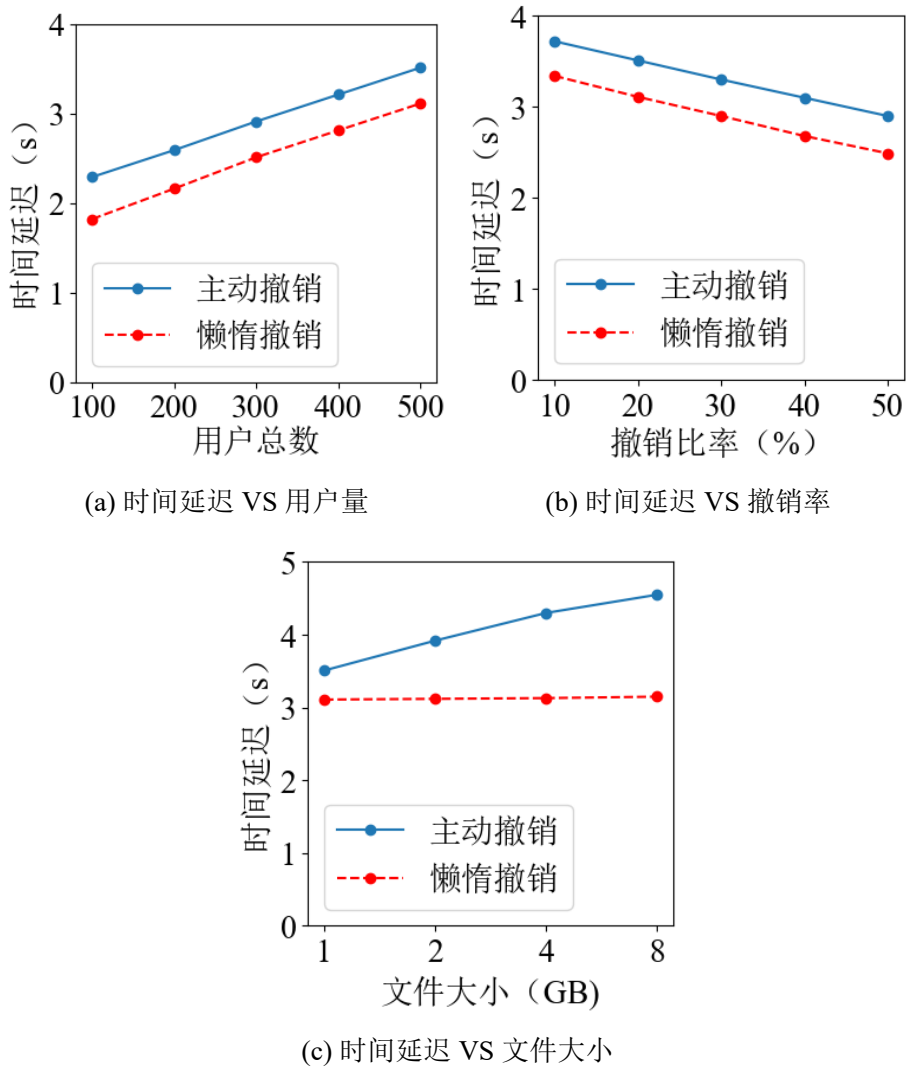 4
3
2
1
0
时间延迟（s）
主动撤销
懒惰撤销
100 200 300 400 500
用户总数
(a) 时间延迟 VS 用户量
4
3
2
1
0
时间延迟（s）
主动撤销
懒惰撤销
10 20 30 40 50
撤销比率（%）
(b) 时间延迟 VS 撤销率
5
4
3
2
1
0
时间延迟（s）
主动撤销
懒惰撤销
1 2 4 8
文件大小（GB)
(c) 时间延迟 VS 文件大小